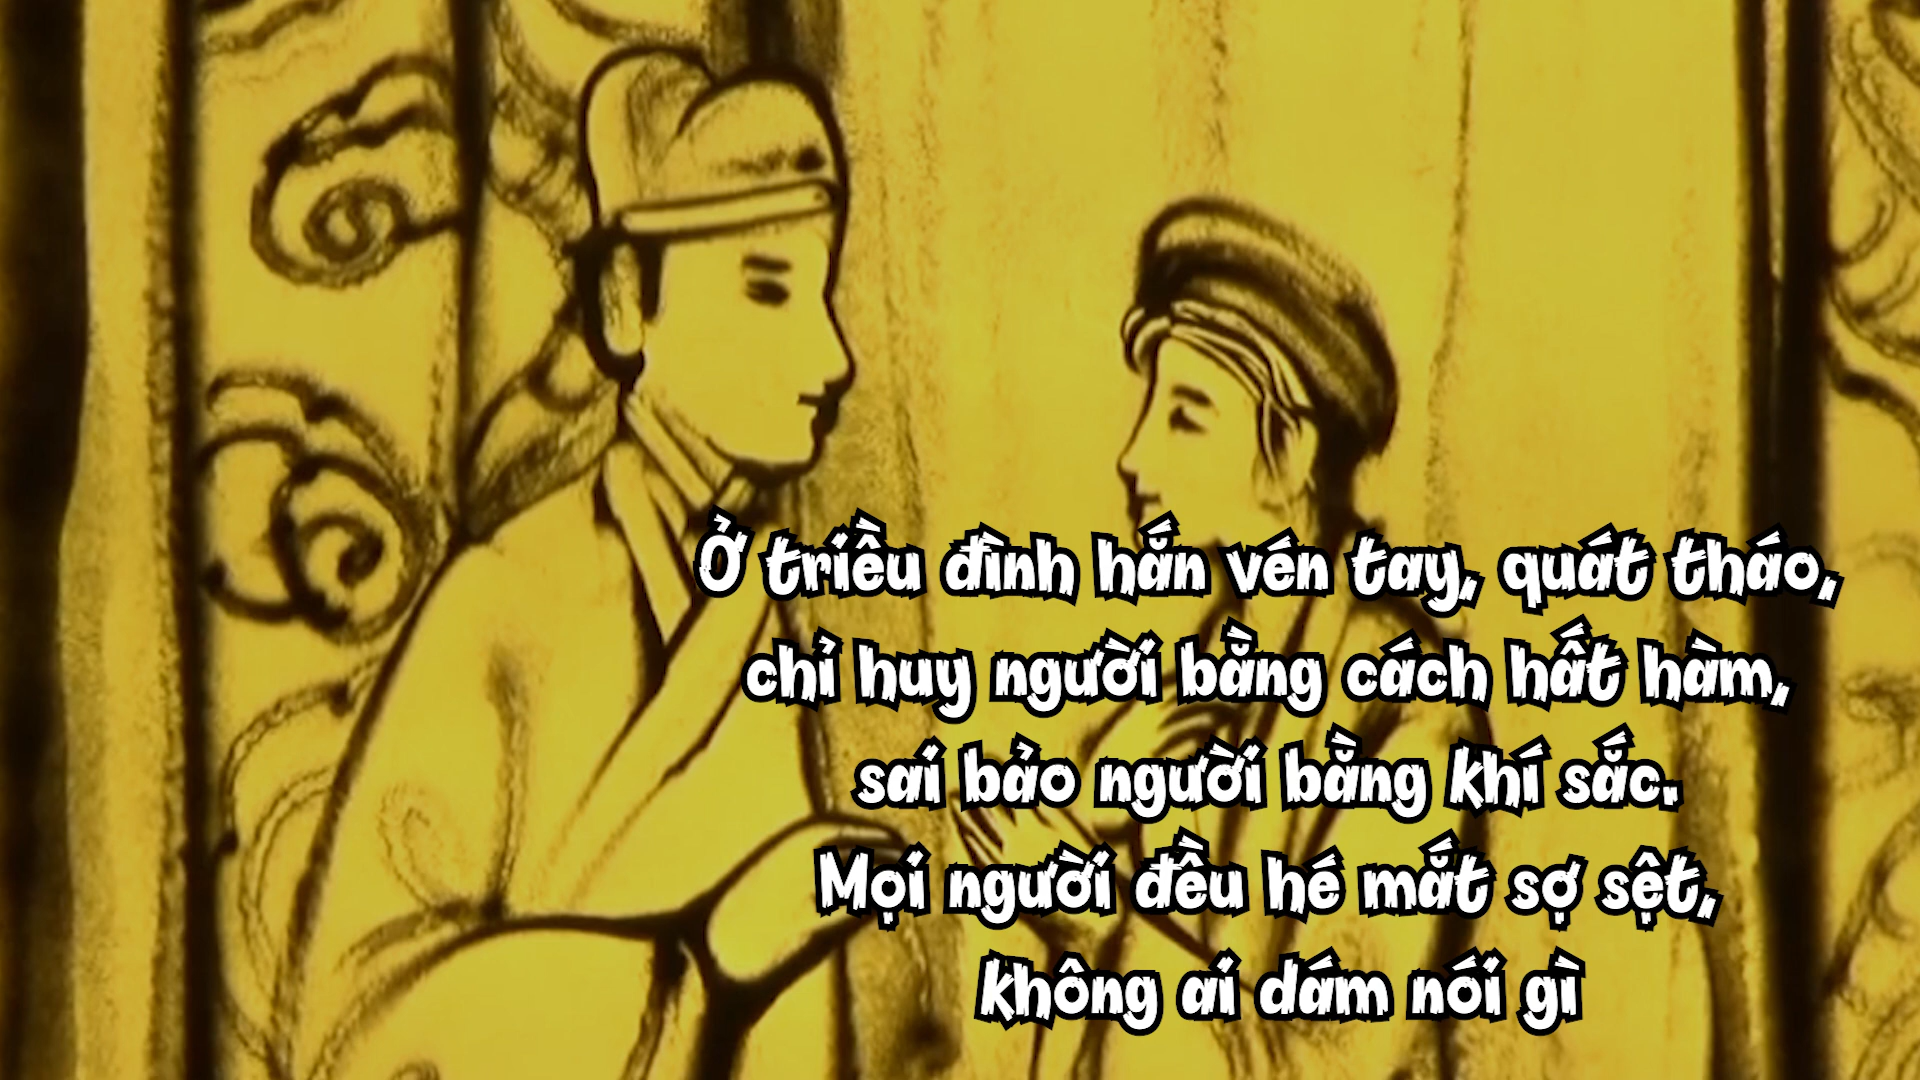 Ở triều đình hắn vén tay, quát tháo,
chỉ huy người bằng cách hất hàm,
sai bảo người bằng khí sắc.
Mọi người đều hé mắt sợ sệt,
không ai dám nói gì